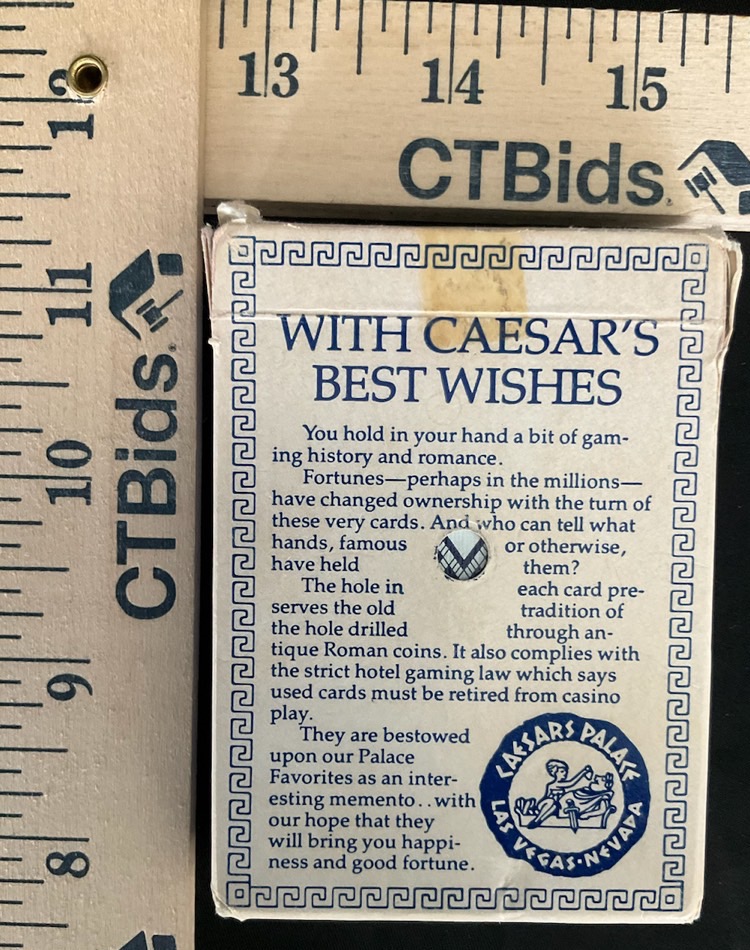 13 14 15
CTBids.
12
11
10
9
8
CTBids.
WITH CAESAR'S
BEST WISHES
You hold in your hand a bit of gam-
ing history and romance.
Fortunes—perhaps in the millions—
have changed ownership with the turn of
these very cards. And who can tell what
hands, famous or otherwise,
have held them?
The hole in each card pre-
serves the old tradition of
the hole drilled through an-
tique Roman coins. It also complies with
the strict hotel gaming law which says
used cards must be retired from casino
play.
They are bestowed
upon our Palace
Favorites as an inter-
esting memento..with
our hope that they
will bring you happi-
ness and good fortune.
CAESARS PALACE
LAS VEGAS·NEVADA